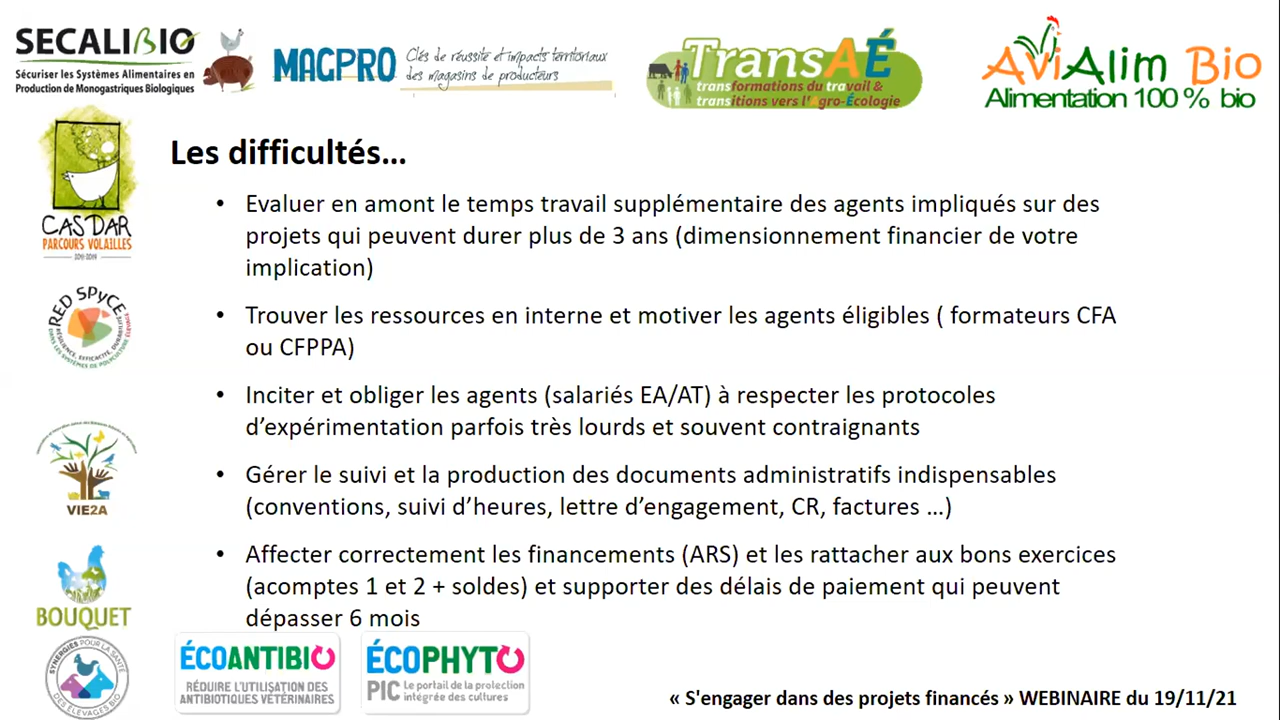 SECALIBIO
Sécuriser les Systèmes Alimentaires en
Production de Monogastriques Biologiques
MAGPRO
Clés de réussite et impacts territoriaux
des magasins de producteurs
TransAÉ
transformations du travail &
transitions vers l'Agro-Écologie
AviAlim Bio
Alimentation 100 % bio
CASDAR
PARCOURS VOLAILLES
RED SPyCE
VIE2A
BOUQUET
SYNERGIES POUR LA SANTÉ
DES ÉLEVAGES BIO
Les difficultés...
• Evaluer en amont le temps travail supplémentaire des agents impliqués sur des
projets qui peuvent durer plus de 3 ans (dimensionnement financier de votre
implication)
• Trouver les ressources en interne et motiver les agents éligibles ( formateurs CFA
ou CFPPA)
• Inciter et obliger les agents (salariés EA/AT) à respecter les protocoles
d’expérimentation parfois très lourds et souvent contraignants
• Gérer le suivi et la production des documents administratifs indispensables
(conventions, suivi d’heures, lettre d’engagement, CR, factures ...)
• Affecter correctement les financements (ARS) et les rattacher aux bons exercices
(acomptes 1 et 2 + soldes) et supporter des délais de paiement qui peuvent
dépasser 6 mois
ÉCOANTIBIO
RÉDUIRE L'UTILISATION DES
ANTIBIOTIQUES VÉTÉRINAIRES
ÉCOPHYTO
PIC Le portail de la protection
intégrée des cultures
« S'engager dans des projets financés » WEBINAIRE du 19/11/21